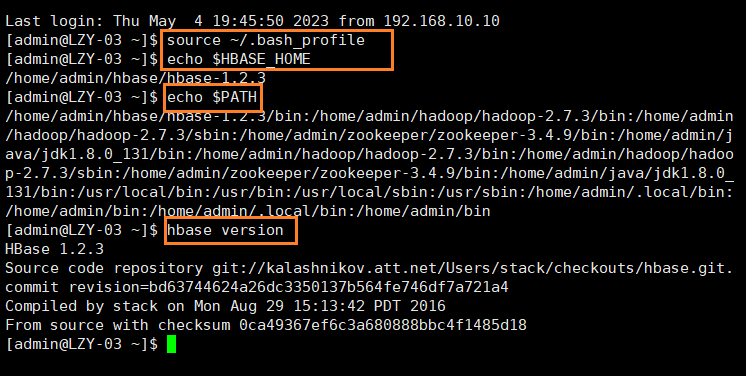 Last login: Thu May  4 19:45:50 2023 from 192.168.10.10
[admin@LZY-03 ~]$ source ~/.bash_profile
[admin@LZY-03 ~]$ echo $HBASE_HOME
/home/admin/hbase/hbase-1.2.3
[admin@LZY-03 ~]$ echo $PATH
/home/admin/hbase/hbase-1.2.3/bin:/home/admin/hadoop/hadoop-2.7.3/bin:/home/admin
/hadoop/hadoop-2.7.3/sbin:/home/admin/zookeeper/zookeeper-3.4.9/bin:/home/admin/j
ava/jdk1.8.0_131/bin:/home/admin/hadoop/hadoop-2.7.3/bin:/home/admin/hadoop/hadoo
p-2.7.3/sbin:/home/admin/zookeeper/zookeeper-3.4.9/bin:/home/admin/java/jdk1.8.0_
131/bin:/usr/local/bin:/usr/bin:/usr/local/sbin:/usr/sbin:/home/admin/.local/bin:
/home/admin/bin:/home/admin/.local/bin:/home/admin/bin
[admin@LZY-03 ~]$ hbase version
HBase 1.2.3
Source code repository git://kalashnikov.att.net/Users/stack/checkouts/hbase.git.
commit revision=bd63744624a26dc3350137b564fe746df7a721a4
Compiled by stack on Mon Aug 29 15:13:42 PDT 2016
From source with checksum 0ca49367ef6c3a680888bbc4f1485d18
[admin@LZY-03 ~]$